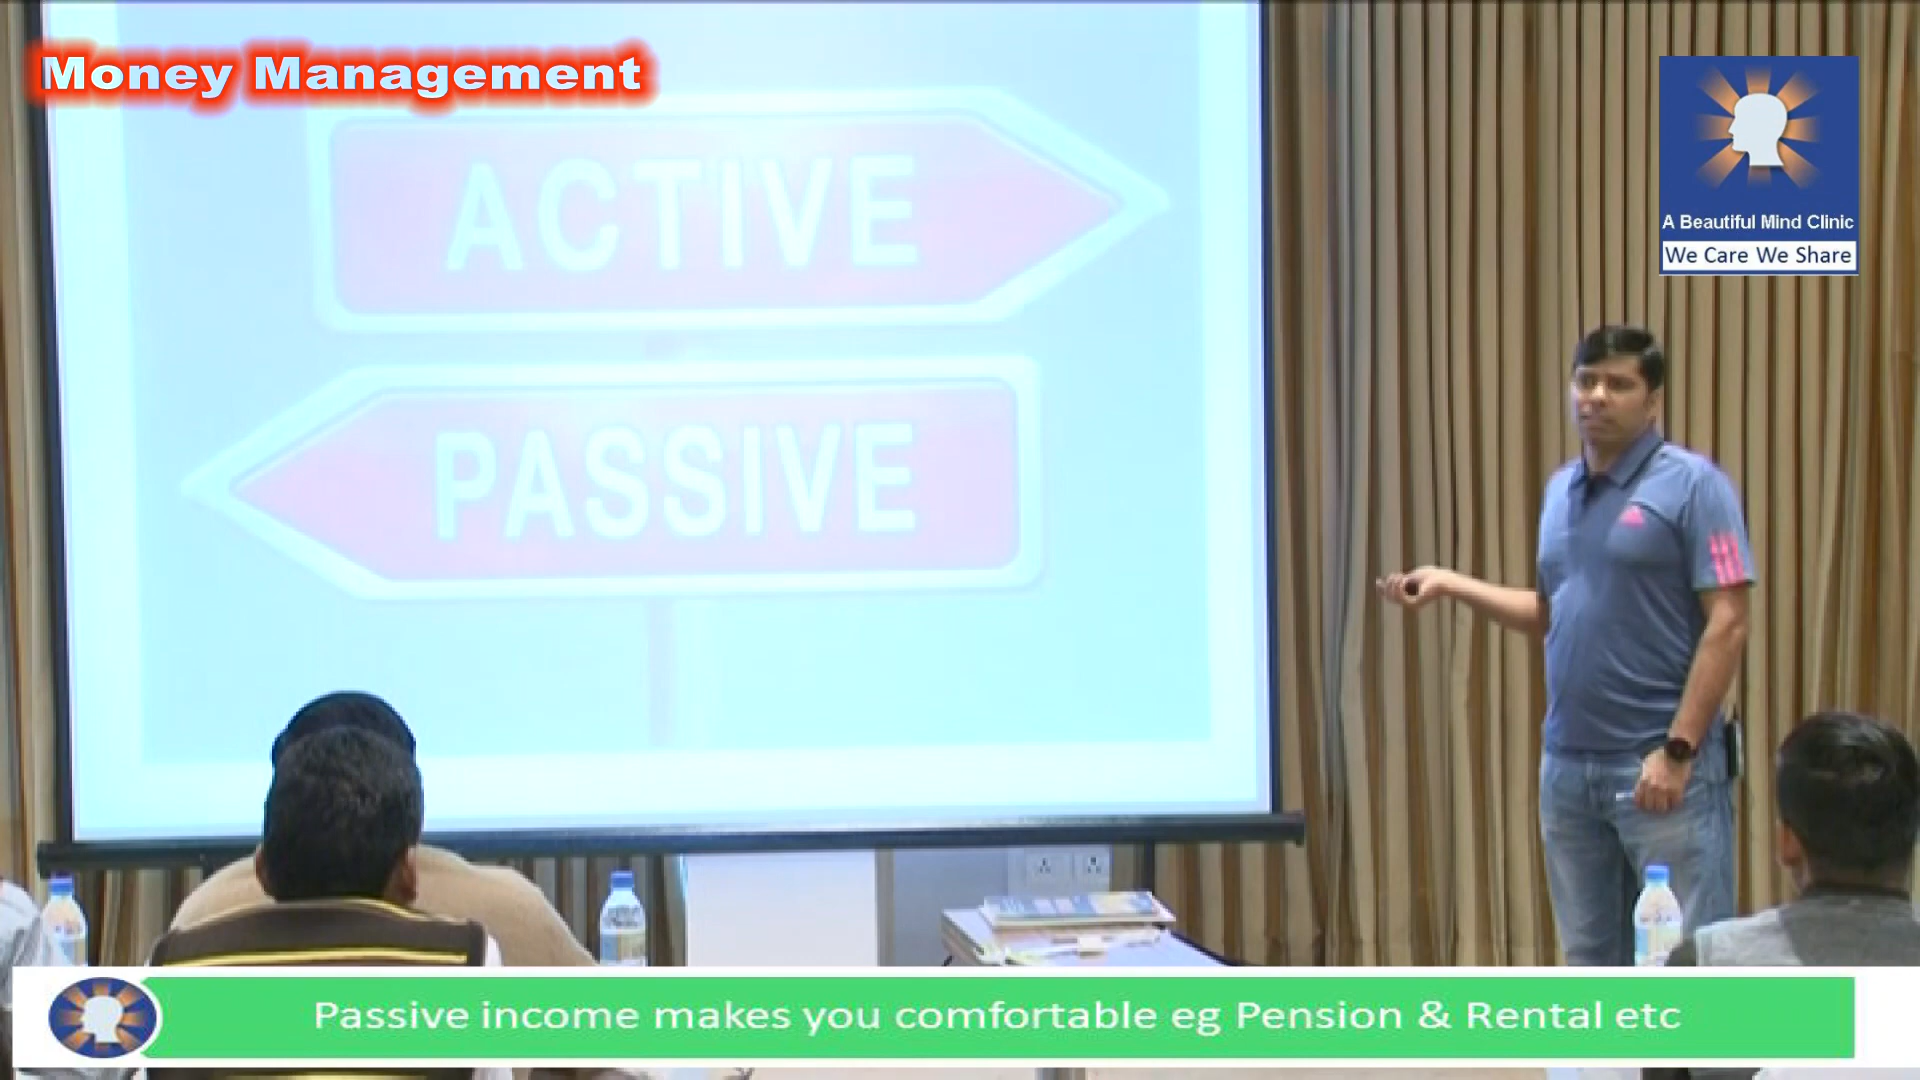 Money Management
ACTIVE
PASSIVE
A Beautiful Mind Clinic
We Care We Share
Passive income makes you comfortable eg Pension & Rental etc